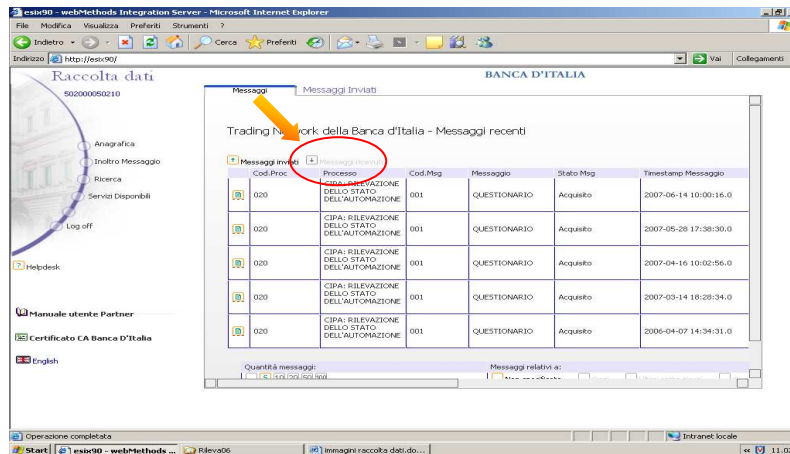 esix90 - webMethods Integration Server - Microsoft Internet Explorer
File Modifica Visualizza Preferiti Strumenti ?
Indietro Cerca Preferiti
Indirizzo http://esix90/ Vai Collegamenti
Raccolta dati
502000050210
BANCA D'ITALIA
Messaggi Messaggi Inviati
Anagrafica
Inoltro Messaggio
Ricerca
Servizi Disponibili
Log off
Helpdesk
Manuale utente Partner
Certificato CA Banca D'Italia
English
Trading Network della Banca d'Italia - Messaggi recenti
Messaggi inviati Messaggi ricevuti
Cod.Proc Processo Cod.Msg Messaggio Stato Msg Timestamp Messaggio
020 CIPA: RILEVAZIONE DELLO STATO DELL'AUTOMAZIONE 001 QUESTIONARIO Acquisito 2007-06-14 10:00:16.0
020 CIPA: RILEVAZIONE DELLO STATO DELL'AUTOMAZIONE 001 QUESTIONARIO Acquisito 2007-05-28 17:38:30.0
020 CIPA: RILEVAZIONE DELLO STATO DELL'AUTOMAZIONE 001 QUESTIONARIO Acquisito 2007-04-16 10:02:56.0
020 CIPA: RILEVAZIONE DELLO STATO DELL'AUTOMAZIONE 001 QUESTIONARIO Acquisito 2007-03-14 18:28:34.0
020 CIPA: RILEVAZIONE DELLO STATO DELL'AUTOMAZIONE 001 QUESTIONARIO Acquisito 2006-04-07 14:34:31.0
Quantità messaggi: Messaggi relativi a:
5 10 20 50 100
Operazione completata Intranet locale
Start esix90 - webMethods ... Rileva06 immagini raccolta dati.do...